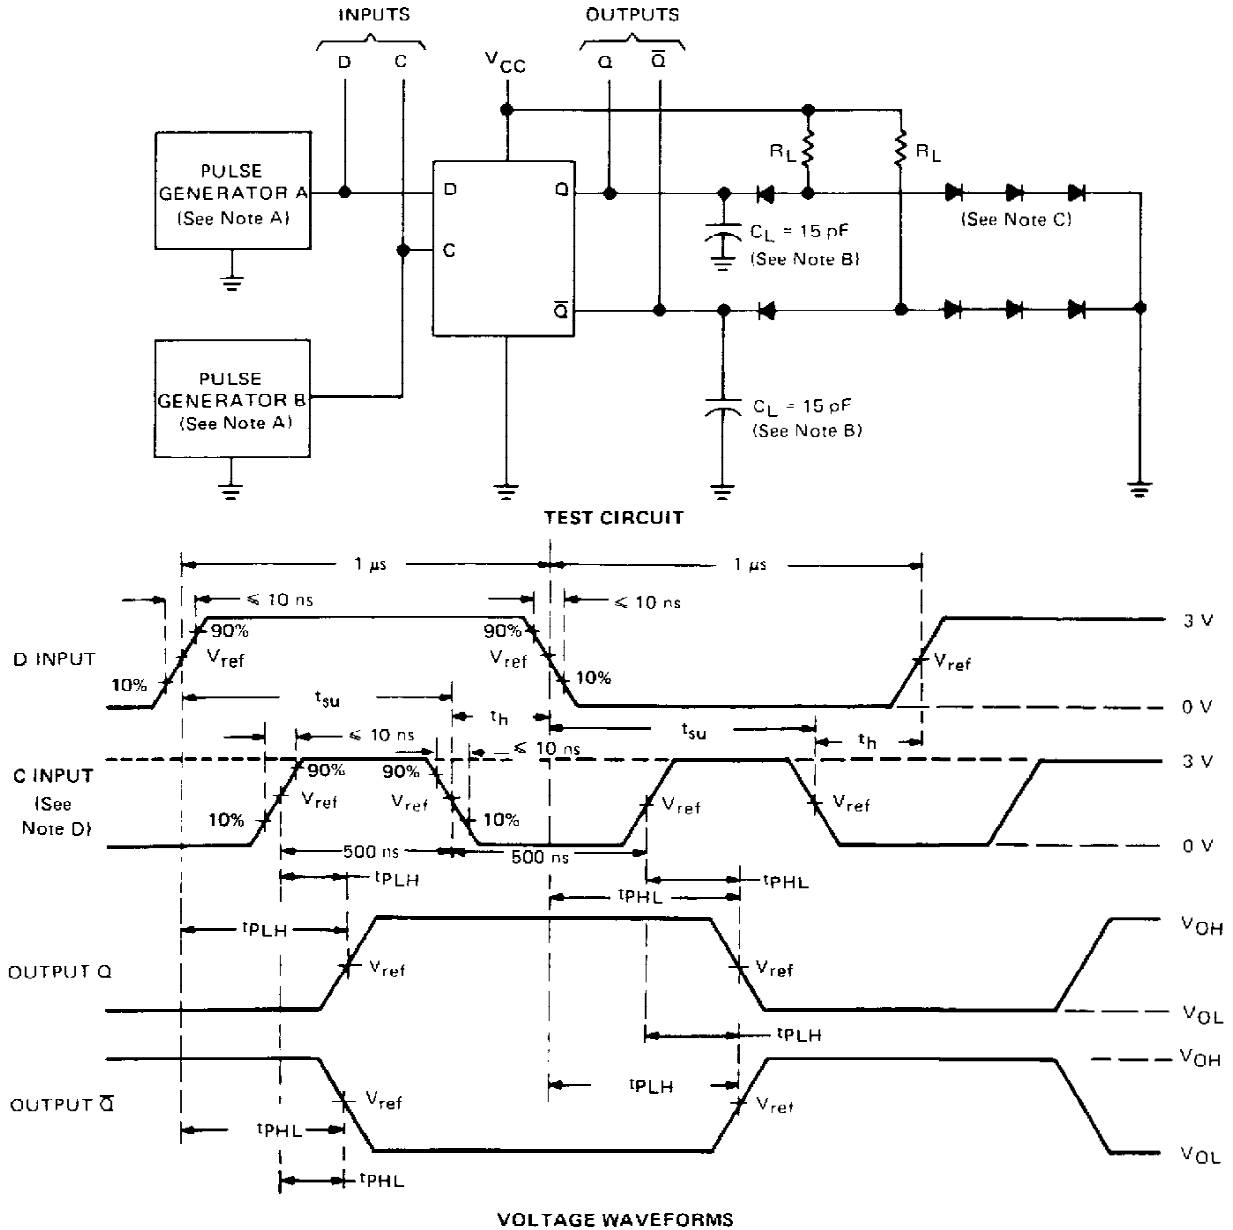 INPUTS
OUTPUTS
D C
VCC
Q Q̅
PULSE
GENERATOR A
(See Note A)
D
C
Q
Q̅
RL
RL
CL = 15 pF
(See Note B)
(See Note C)
PULSE
GENERATOR B
(See Note A)
CL = 15 pF
(See Note B)
TEST CIRCUIT
1 µs
1 µs
⩽ 10 ns
⩽ 10 ns
D INPUT
10%
90%
Vref
90%
Vref
10%
Vref
3 V
0 V
tsu
th
tsu
th
⩽ 10 ns
⩽ 10 ns
C INPUT
(See
Note D)
10%
90%
Vref
90%
Vref
10%
Vref
Vref
3 V
0 V
500 ns
500 ns
tPLH
tPHL
tPHL
tPLH
OUTPUT Q
Vref
Vref
VOH
VOL
tPLH
tPLH
OUTPUT Q̅
Vref
Vref
VOH
VOL
tPHL
tPHL
VOLTAGE WAVEFORMS